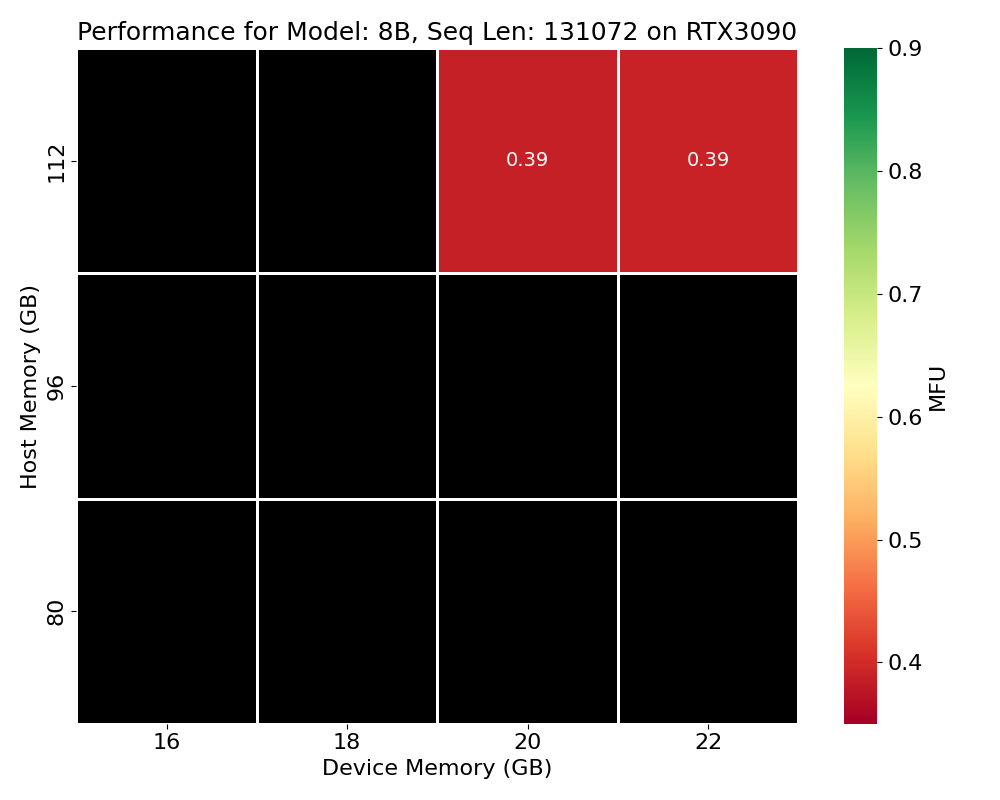 Performance for Model: 8B, Seq Len: 131072 on RTX3090
0.39 0.39
112
96
80
Host Memory (GB)
16 18 20 22
Device Memory (GB)
0.9
0.8
0.7
0.6
0.5
0.4
MFU